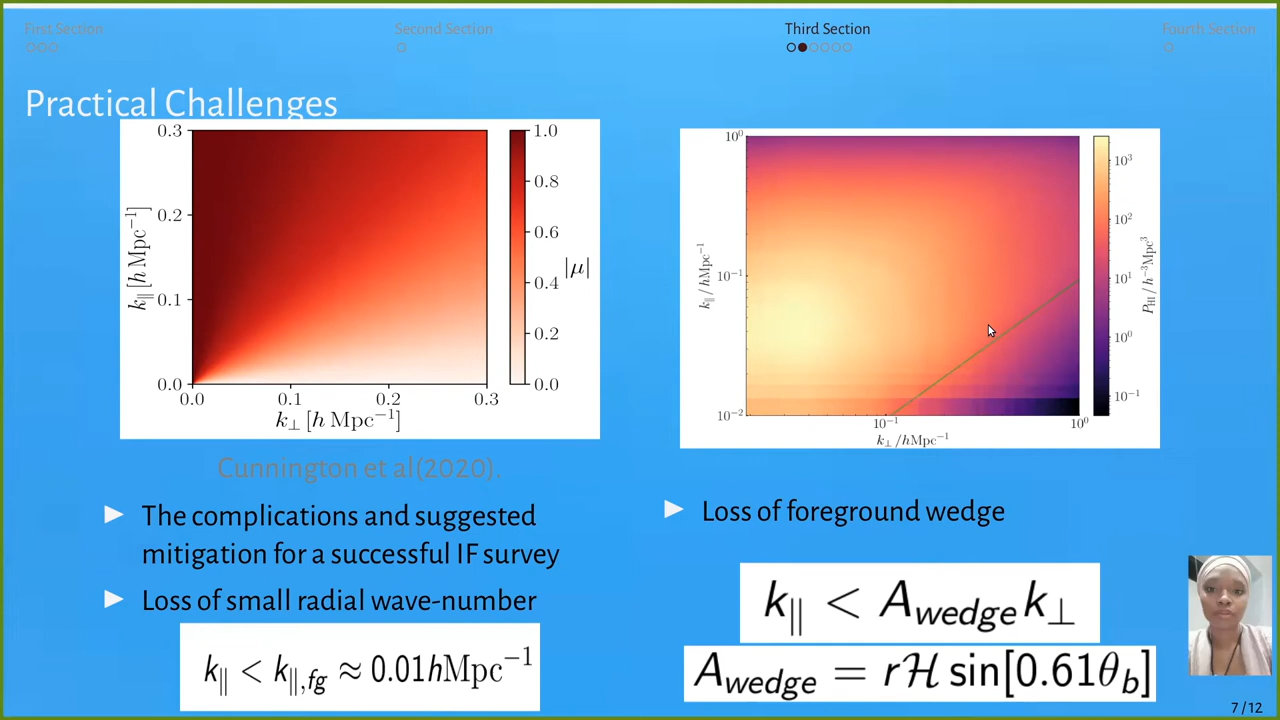 First Section
Second Section
Third Section
Fourth Section
Practical Challenges
0.3
0.2
0.1
0.0
k∥ [h Mpc⁻¹]
0.0 0.1 0.2 0.3
k⊥ [h Mpc⁻¹]
1.0
0.8
0.6
0.4
0.2
0.0
|μ|
Cunnington et al(2020).
The complications and suggested
mitigation for a successful IF survey
Loss of small radial wave-number
k∥ < k∥,fg ≈ 0.01hMpc⁻¹
10⁰
10⁻¹
10⁻²
k∥ / hMpc⁻¹
10⁻¹ 10⁰
k⊥ / hMpc⁻¹
10³
10²
10¹
10⁰
10⁻¹
P_HI / h⁻³Mpc³
Loss of foreground wedge
k∥ < A_wedge k⊥
A_wedge = rℋ sin[0.61θ_b]
7 / 12